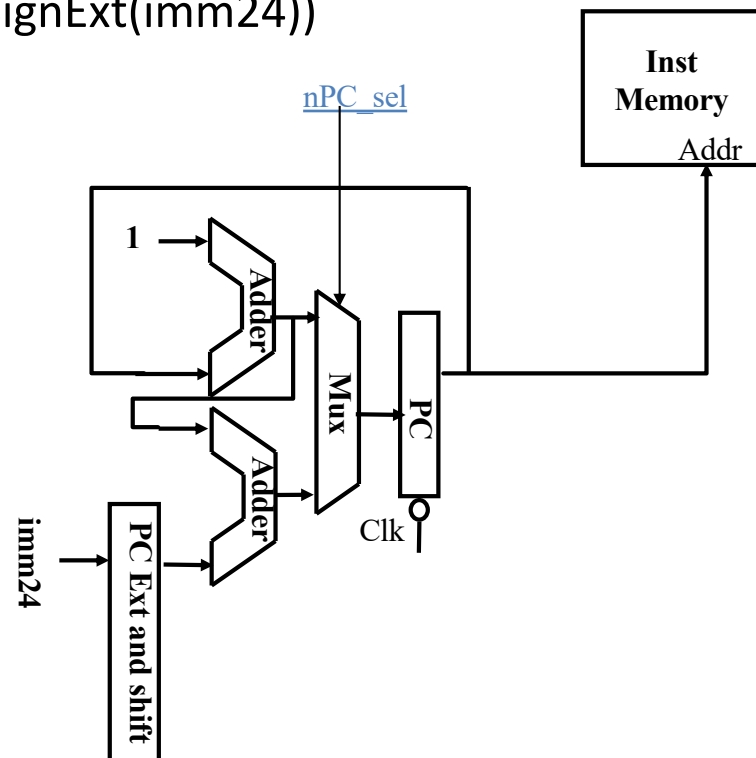 ignExt(imm24))
nPC_sel
Inst
Memory
Addr
1
Adder
Mux
PC
Adder
Clk
imm24
PC Ext and shift